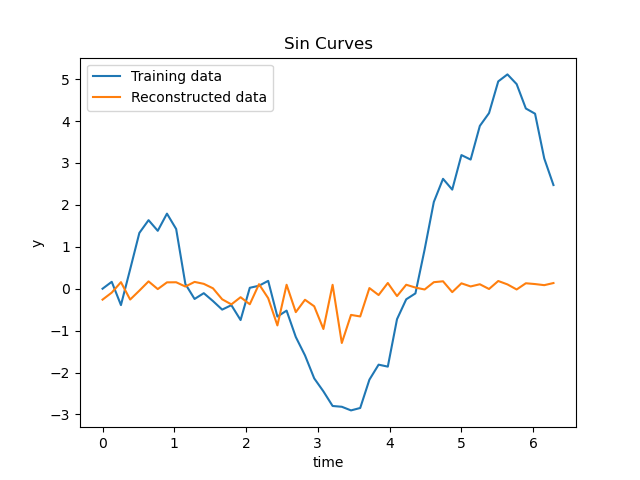 Sin Curves
Training data
Reconstructed data
5
4
3
2
1
0
−1
−2
−3
y
0 1 2 3 4 5 6
time